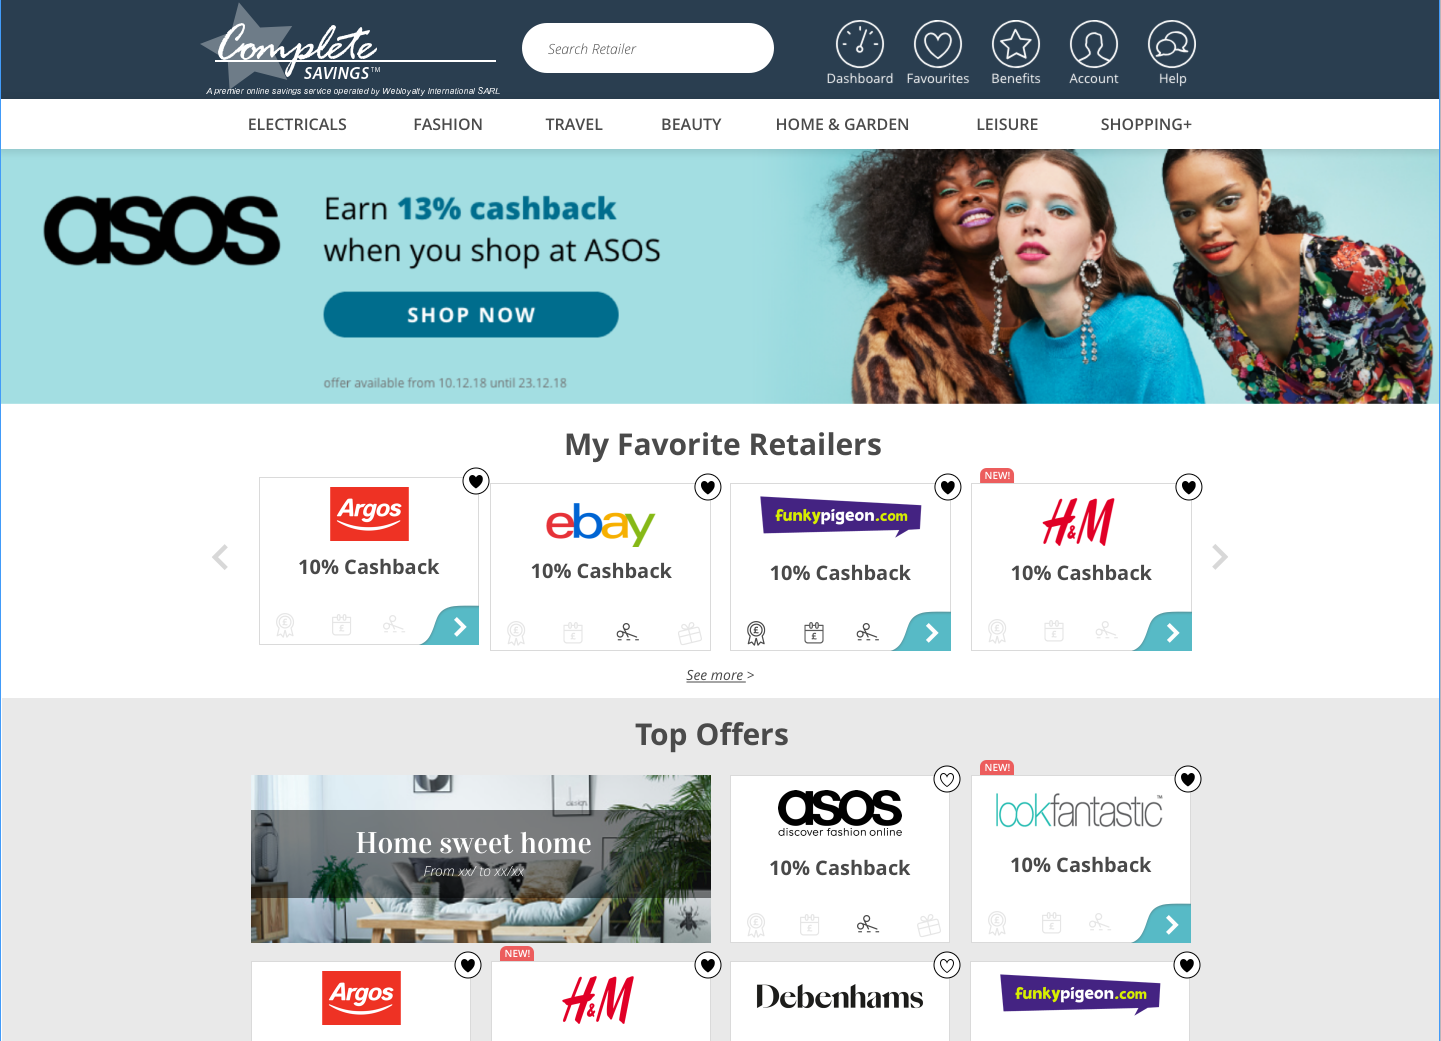 Complete
SAVINGS™
A premier online savings service operated by Webloyalty International SARL
Search Retailer
Dashboard
Favourites
Benefits
Account
Help
ELECTRICALS
FASHION
TRAVEL
BEAUTY
HOME & GARDEN
LEISURE
SHOPPING+
asos
Earn 13% cashback
when you shop at ASOS
SHOP NOW
offer available from 10.12.18 until 23.12.18
My Favorite Retailers
Argos
10% Cashback
ebay
10% Cashback
funkypigeon.com
10% Cashback
NEW!
H&M
10% Cashback
See more >
Top Offers
design.
Home sweet home
From xx/ to xx/xx
asos
discover fashion online
10% Cashback
NEW!
lookfantastic™
10% Cashback
Argos
NEW!
H&M
Debenhams
funkypigeon.com